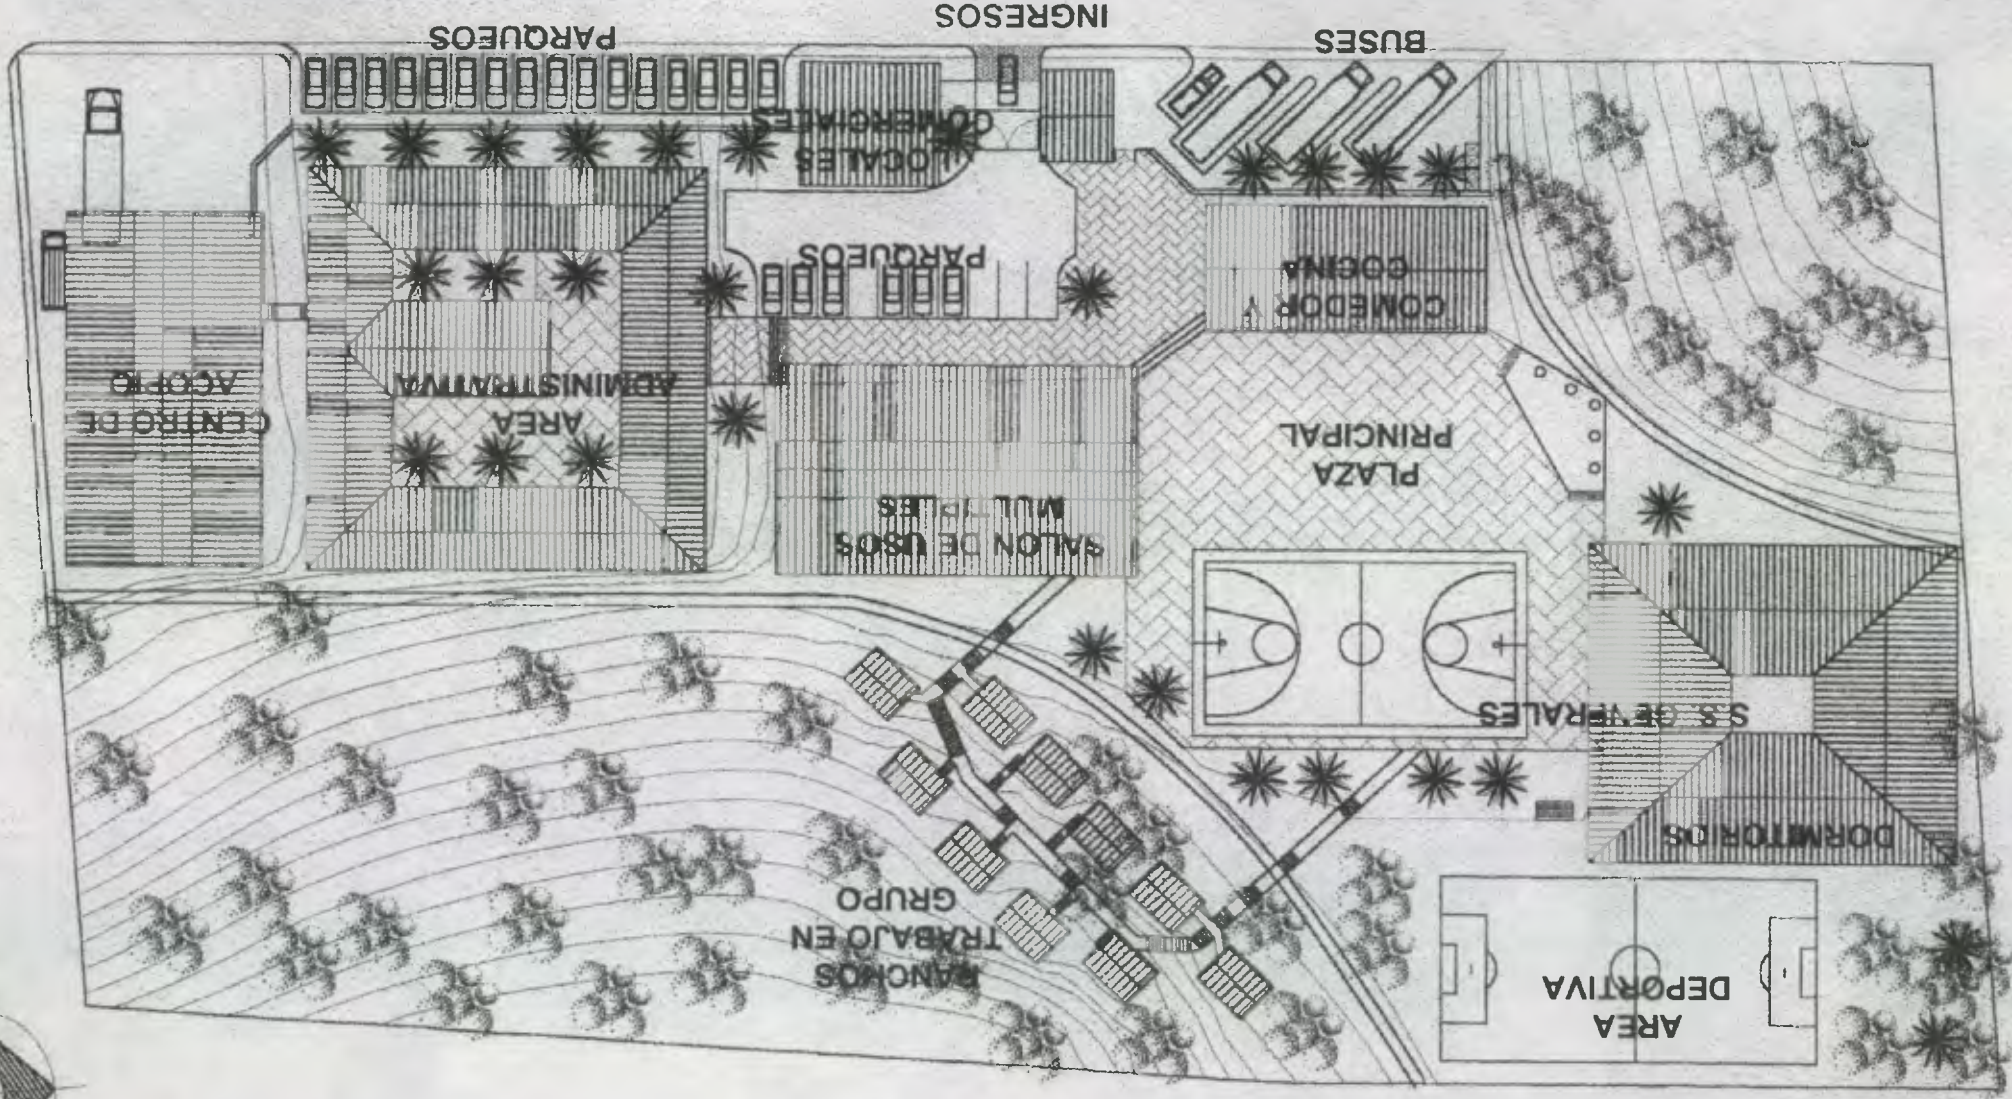 AREA
DEPORTIVA
RANCHOS
TRABAJO EN
GRUPO
DORMITORIOS
S.S. GENERALES
SALON DE USOS
MULTIPLES
PLAZA
PRINCIPAL
AREA
ADMINISTRATIVA
CENTRO DE
ACOPIO
COMEDOR Y
COCINA
PARQUEOS
LOCALES
COMERCIALES
BUSES
INGRESOS
PARQUEOS